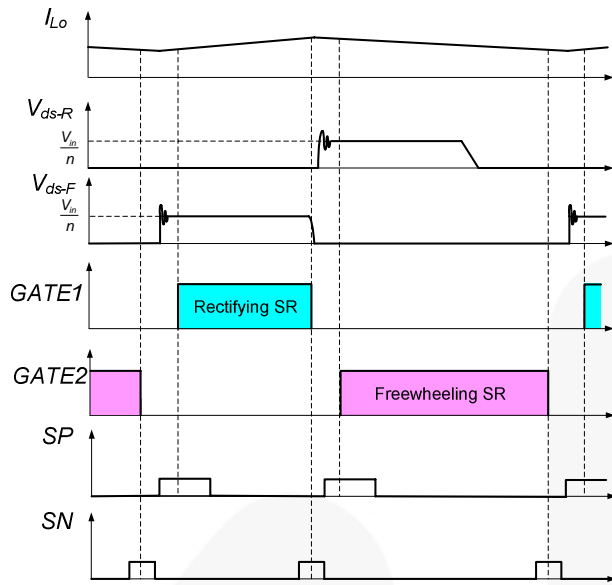 I_Lo
V_ds-R
V_in
n
V_ds-F
V_in
n
GATE1
Rectifying SR
GATE2
Freewheeling SR
SP
SN